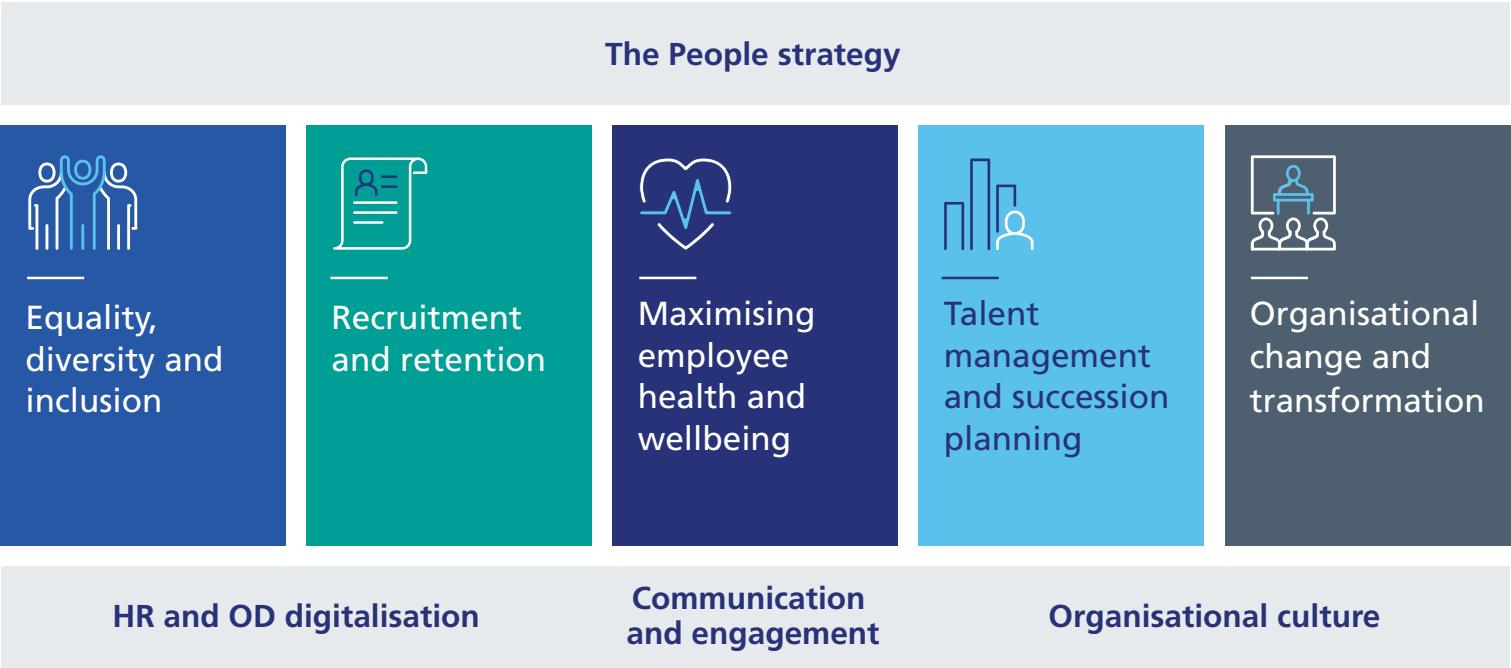 The People strategy
Equality,
diversity and
inclusion
Recruitment
and retention
Maximising
employee
health and
wellbeing
Talent
management
and succession
planning
Organisational
change and
transformation
HR and OD digitalisation
Communication
and engagement
Organisational culture